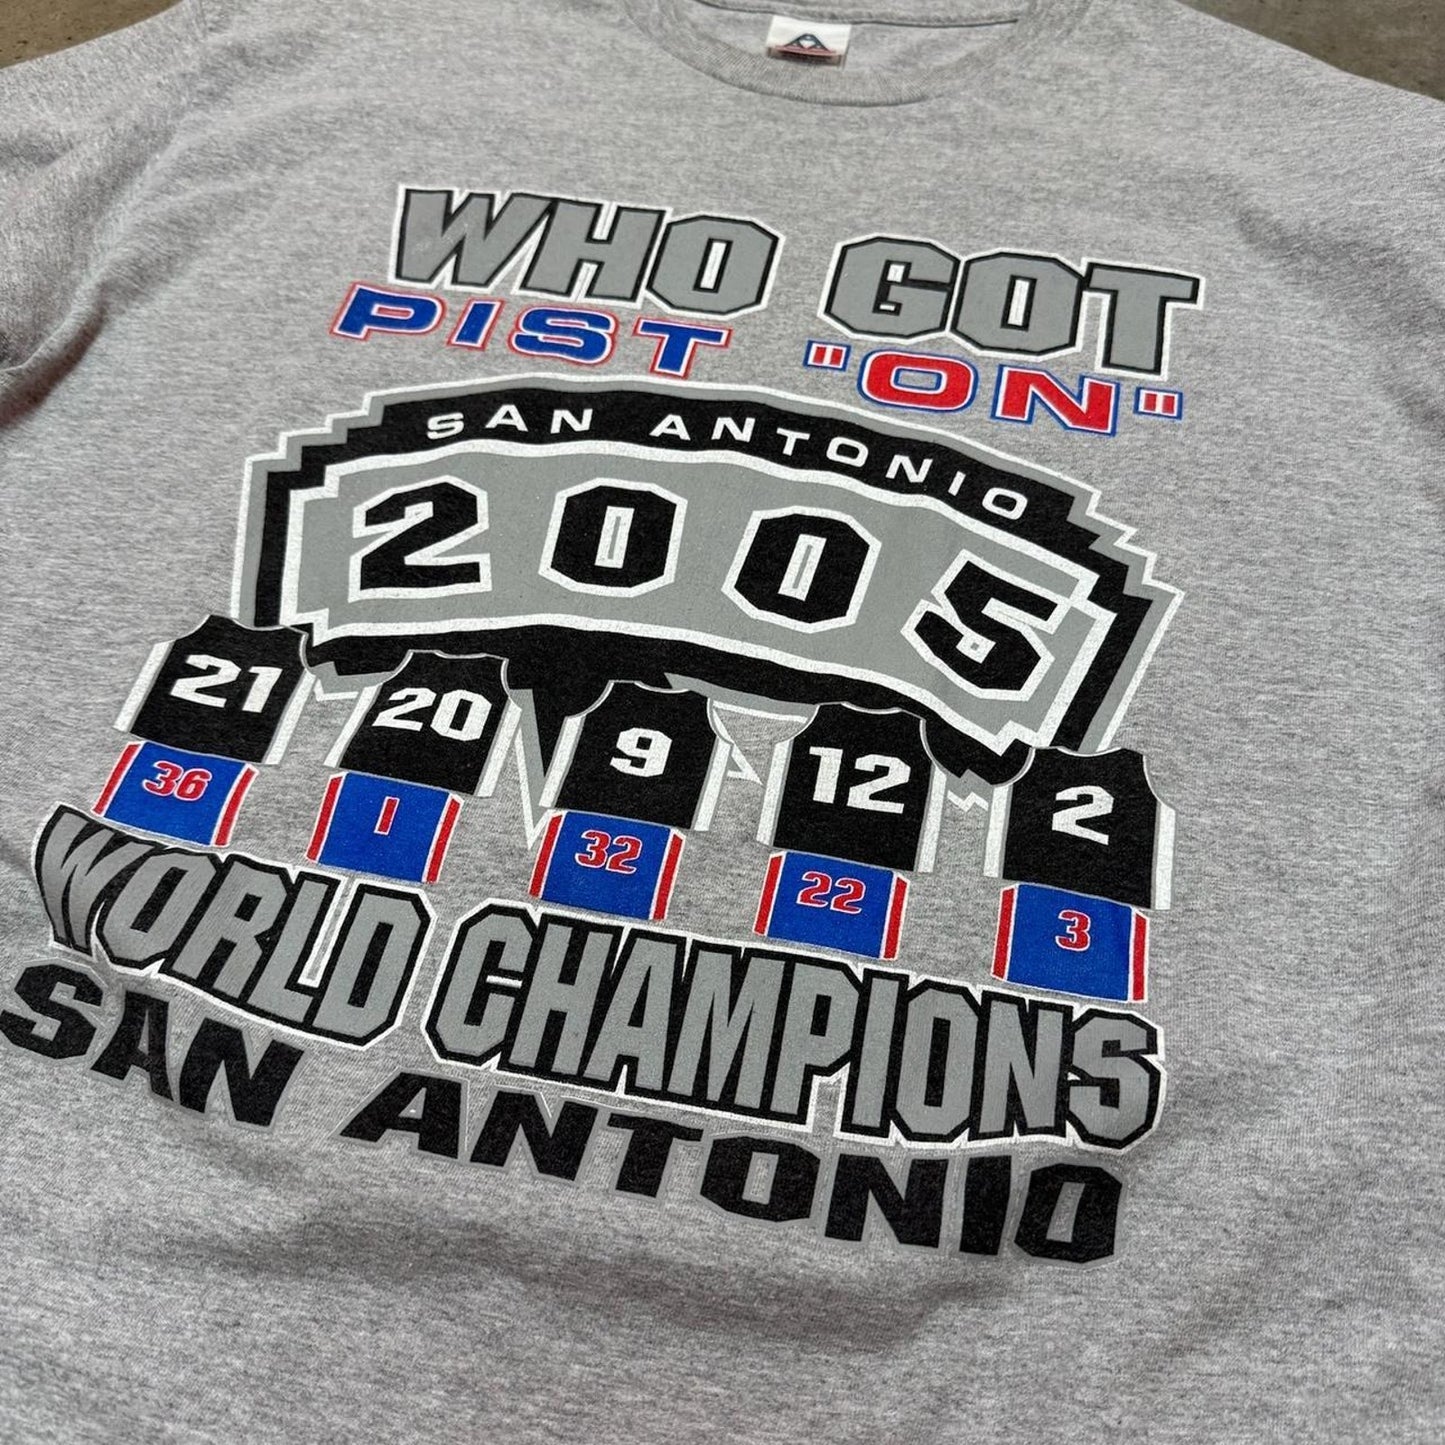 WHO GOT
PIST "ON"
SAN ANTONIO
2005
21 20 9 12 2
36 1 32 22 3
WORLD CHAMPIONS
SAN ANTONIO